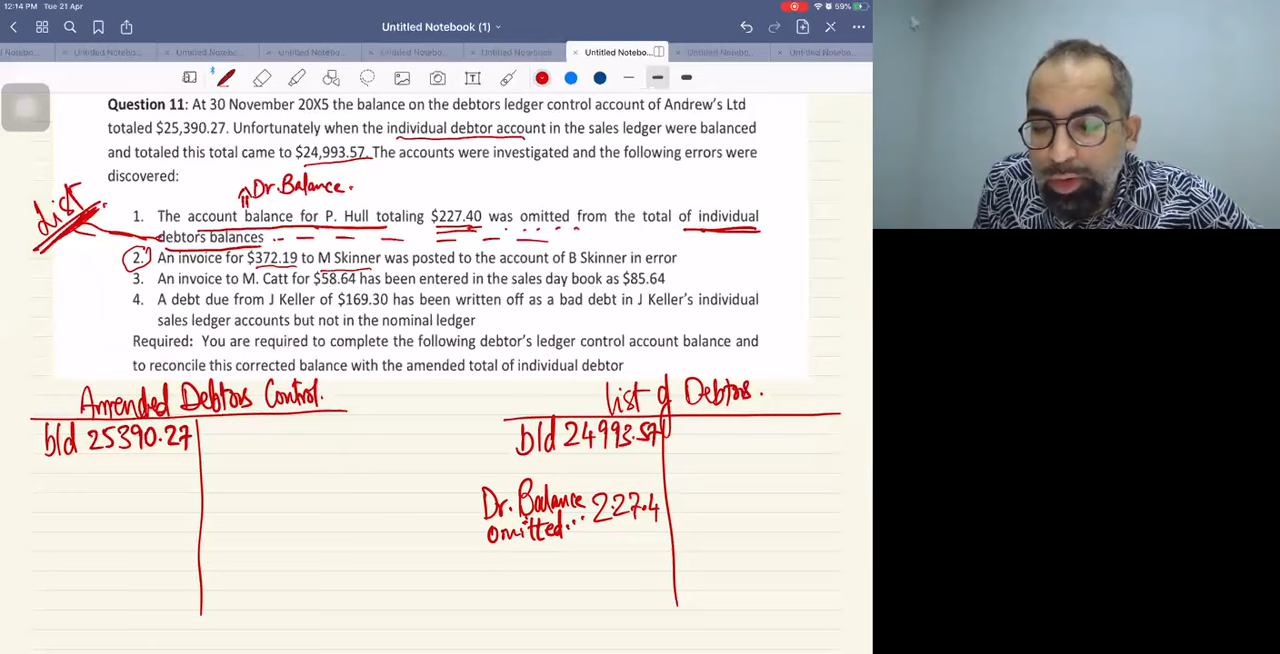 12:14 PM Tue 21 Apr
59%
Untitled Notebook (1)
Untitled Notebo...
Question 11: At 30 November 20X5 the balance on the debtors ledger control account of Andrew's Ltd
totaled $25,390.27. Unfortunately when the individual debtor account in the sales ledger were balanced
and totaled this total came to $24,993.57. The accounts were investigated and the following errors were
discovered:
Dr. Balance.
List
1. The account balance for P. Hull totaling $227.40 was omitted from the total of individual
debtors balances
2. An invoice for $372.19 to M Skinner was posted to the account of B Skinner in error
3. An invoice to M. Catt for $58.64 has been entered in the sales day book as $85.64
4. A debt due from J Keller of $169.30 has been written off as a bad debt in J Keller's individual
sales ledger accounts but not in the nominal ledger
Required: You are required to complete the following debtor's ledger control account balance and
to reconcile this corrected balance with the amended total of individual debtor
Amended Debtors Control.
b/d 25390.27
List of Debtors.
b/d 24993.57
Dr. Balance
omitted... 227.4